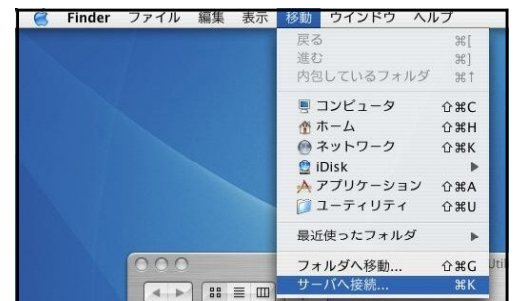 Finder ファイル 編集 表示 移動 ウインドウ ヘルプ
戻る ⌘[
進む ⌘]
内包しているフォルダ ⌘↑
コンピュータ ⇧⌘C
ホーム ⇧⌘H
ネットワーク ⇧⌘K
iDisk ▶
アプリケーション ⇧⌘A
ユーティリティ ⇧⌘U
最近使ったフォルダ ▶
フォルダへ移動... ⇧⌘G
サーバへ接続... ⌘K
Util